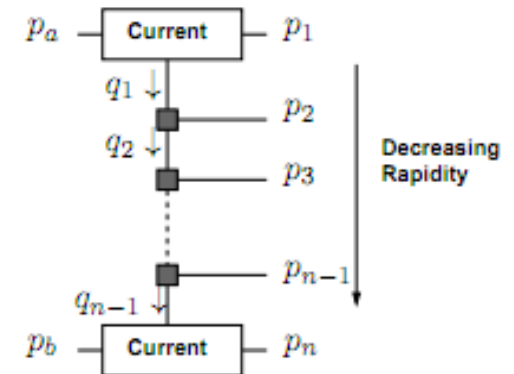 p_a Current p_1
q_1
p_2
q_2
p_3
Decreasing
Rapidity
p_{n-1}
q_{n-1}
p_b Current p_n